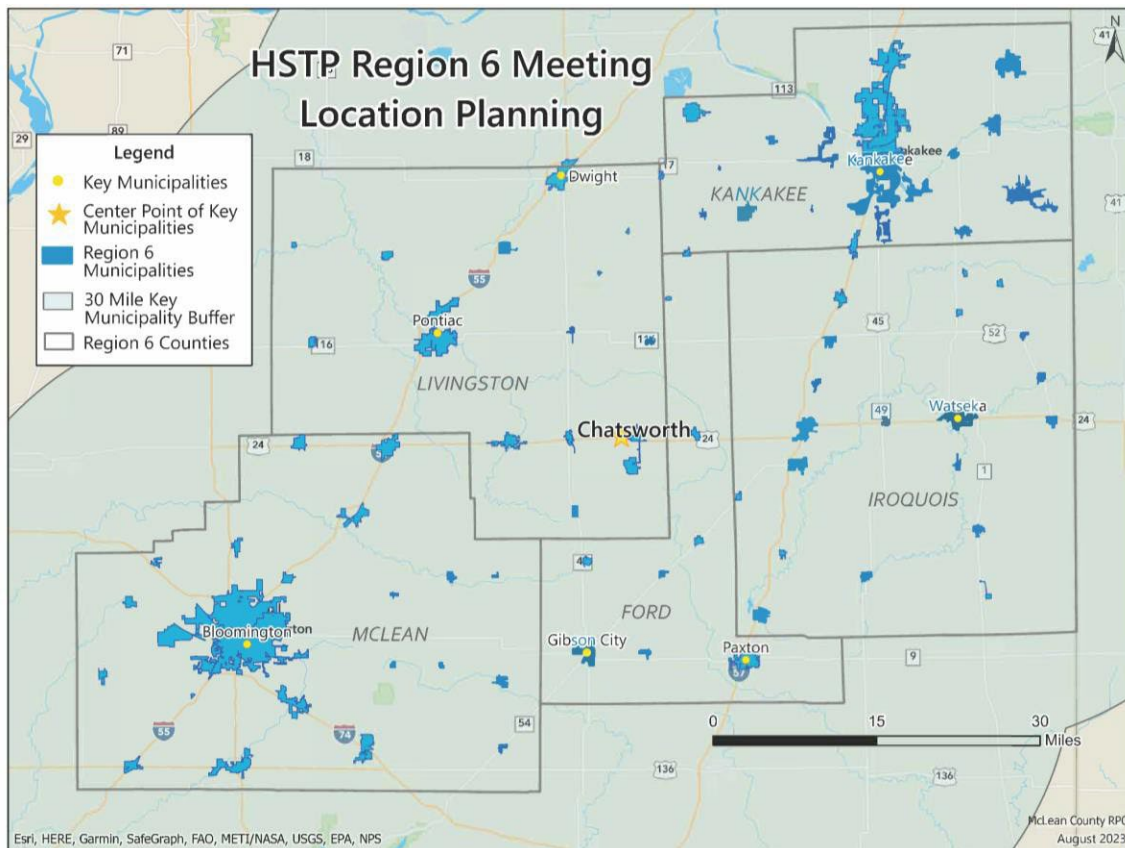 HSTP Region 6 Meeting
Location Planning
N
Legend
Key Municipalities
Center Point of Key
Municipalities
Region 6
Municipalities
30 Mile Key
Municipality Buffer
Region 6 Counties
71
89
29
18
113
17
41
41
Kankakee
KANKAKEE
Dwight
55
Pontiac
116
16
LIVINGSTON
45
52
49
Watseka
24
24
24
Chatsworth
IROQUOIS
1
FORD
MCLEAN
Bloomington
Gibson City
Paxton
57
9
55
74
54
136
136
0
15
30
Miles
Esri, HERE, Garmin, SafeGraph, FAO, METI/NASA, USGS, EPA, NPS
McLean County RPC
August 2023